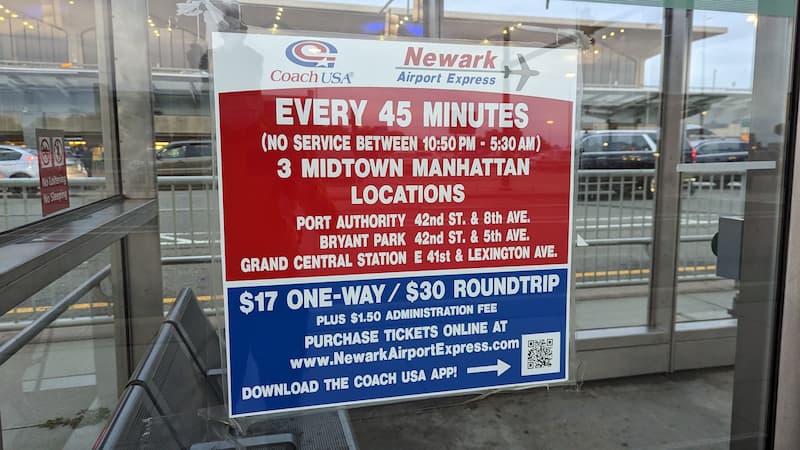 Coach USA
Newark
Airport Express
EVERY 45 MINUTES
(NO SERVICE BETWEEN 10:50 PM - 5:30 AM)
3 MIDTOWN MANHATTAN
LOCATIONS
PORT AUTHORITY 42nd ST. & 8th AVE.
BRYANT PARK 42nd ST. & 5th AVE.
GRAND CENTRAL STATION E 41st & LEXINGTON AVE.
$17 ONE-WAY / $30 ROUNDTRIP
PLUS $1.50 ADMINISTRATION FEE
PURCHASE TICKETS ONLINE AT
www.NewarkAirportExpress.com
DOWNLOAD THE COACH USA APP!
No Loitering
No Sleeping